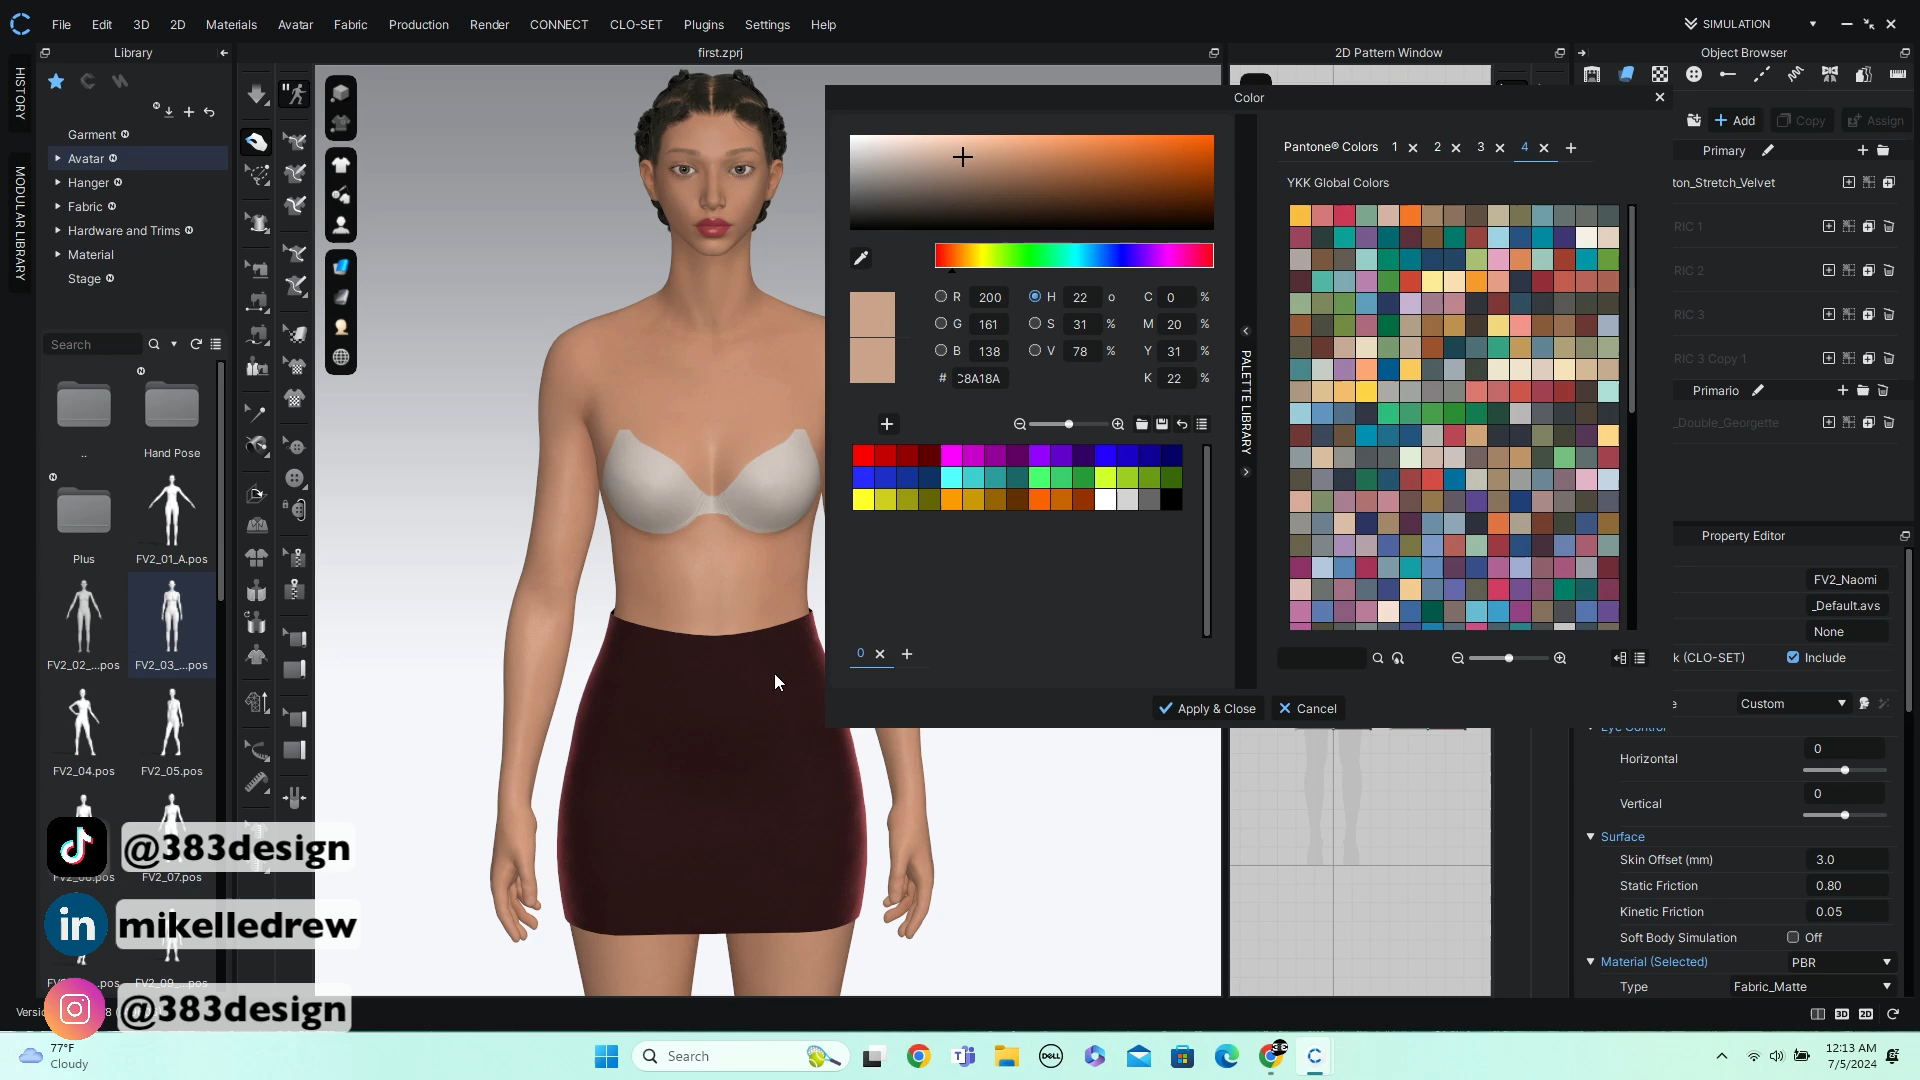 File Edit 3D 2D Materials Avatar Fabric Production Render CONNECT CLO-SET Plugins Settings Help
SIMULATION
Library
first.zprj
2D Pattern Window
Object Browser
HISTORY
MODULAR LIBRARY
Garment
Avatar
Hanger
Fabric
Hardware and Trims
Material
Stage
Search
..
Hand Pose
Plus
FV2_01_A.pos
FV2_02_...pos
FV2_03_...pos
FV2_04.pos
FV2_05.pos
FV2_07.pos
@383design
mikelledrew
@383design
Color
R 200 H 22 o C 0 %
G 161 S 31 % M 20 %
B 138 V 78 % Y 31 %
# C8A18A K 22 %
0
PALETTE LIBRARY
Pantone® Colors 1 2 3 4
YKK Global Colors
Apply & Close Cancel
Add Copy Assign
Primary
ton_Stretch_Velvet
RIC 1
RIC 2
RIC 3
RIC 3 Copy 1
Primario
_Double_Georgette
Property Editor
FV2_Naomi
_Default.avs
None
k (CLO-SET) Include
Custom
Eye Control
Horizontal 0
Vertical 0
Surface
Skin Offset (mm) 3.0
Static Friction 0.80
Kinetic Friction 0.05
Soft Body Simulation Off
Material (Selected) PBR
Type Fabric_Matte
3D 2D
77°F
Cloudy
Search
DELL
12:13 AM
7/5/2024